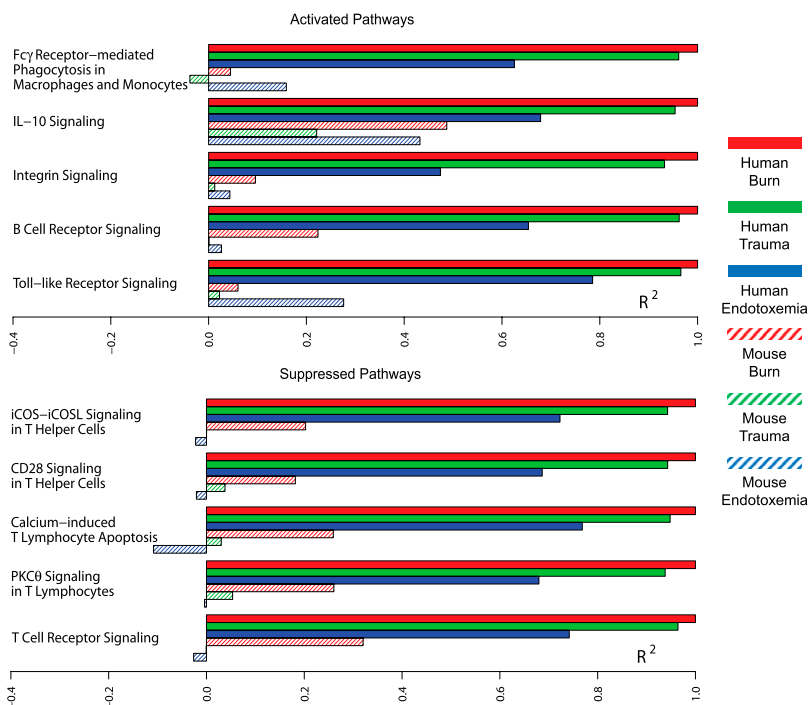 Activated Pathways
Fcγ Receptor−mediated
Phagocytosis in
Macrophages and Monocytes
IL−10 Signaling
Integrin Signaling
B Cell Receptor Signaling
Toll−like Receptor Signaling
R 2
−0.4
−0.2
0.0
0.2
0.4
0.6
0.8
1.0
Suppressed Pathways
iCOS−iCOSL Signaling
in T Helper Cells
CD28 Signaling
in T Helper Cells
Calcium−induced
T Lymphocyte Apoptosis
PKCθ Signaling
in T Lymphocytes
T Cell Receptor Signaling
R 2
-0.4
-0.2
0.0
0.2
0.4
0.6
0.8
1.0
Human
Burn
Human
Trauma
Human
Endotoxemia
Mouse
Burn
Mouse
Trauma
Mouse
Endotoxemia